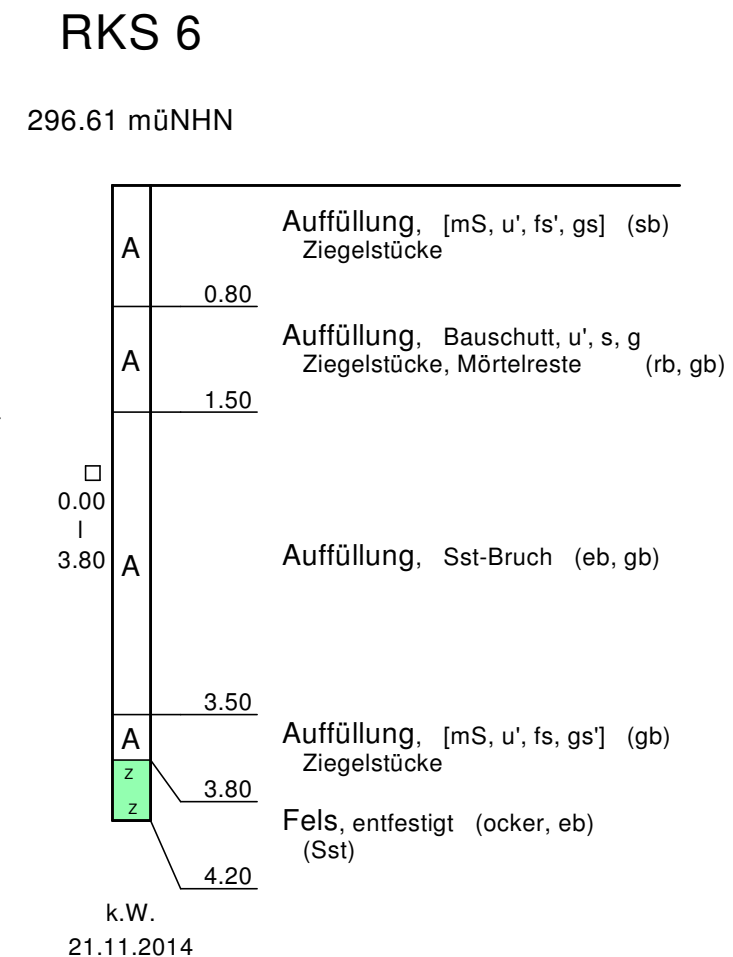 RKS 6
296.61 müNHN
A
Auffüllung, [mS, u', fs', gs] (sb)
Ziegelstücke
0.80
A
Auffüllung, Bauschutt, u', s, g
Ziegelstücke, Mörtelreste (rb, gb)
1.50
0.00
3.80
A
Auffüllung, Sst-Bruch (eb, gb)
3.50
A
Auffüllung, [mS, u', fs, gs'] (gb)
Ziegelstücke
z
3.80
z
Fels, entfestigt (ocker, eb)
(Sst)
4.20
k.W.
21.11.2014